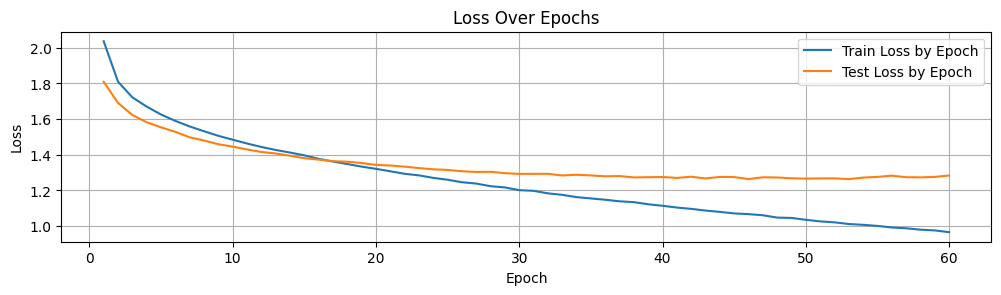 Loss Over Epochs
Train Loss by Epoch
Test Loss by Epoch
Loss
2.0
1.8
1.6
1.4
1.2
1.0
0 10 20 30 40 50 60
Epoch